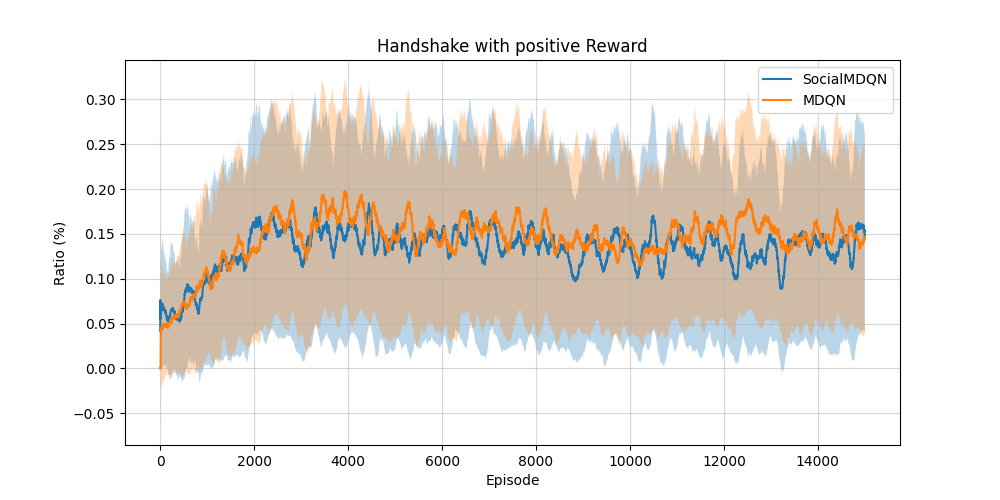 Handshake with positive Reward
SocialMDQN
MDQN
Ratio (%)
0.30
0.25
0.20
0.15
0.10
0.05
0.00
−0.05
0 2000 4000 6000 8000 10000 12000 14000
Episode